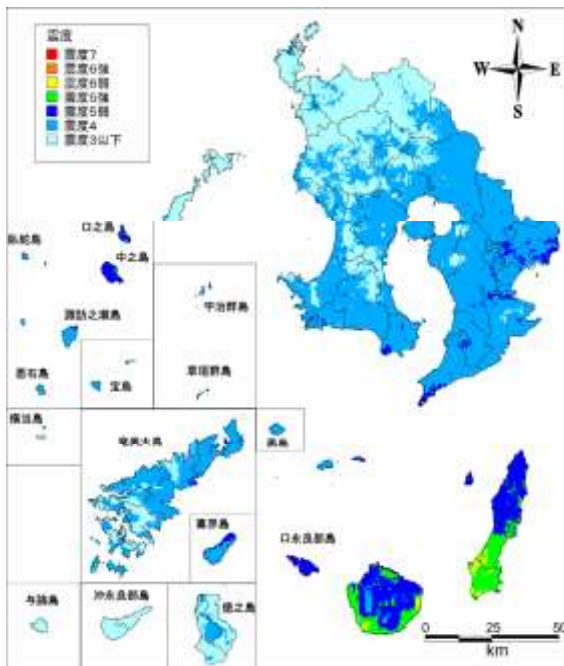 震度
震度7
震度6強
震度6弱
震度5強
震度5弱
震度4
震度3以下
N
W E
S
口之島
臥蛇島
中之島
諏訪之瀬島
宇治群島
悪石島
宝島
草垣群島
横当島
奄美大島
黒島
喜界島
口永良部島
与論島
沖永良部島
徳之島
0 25 50
km